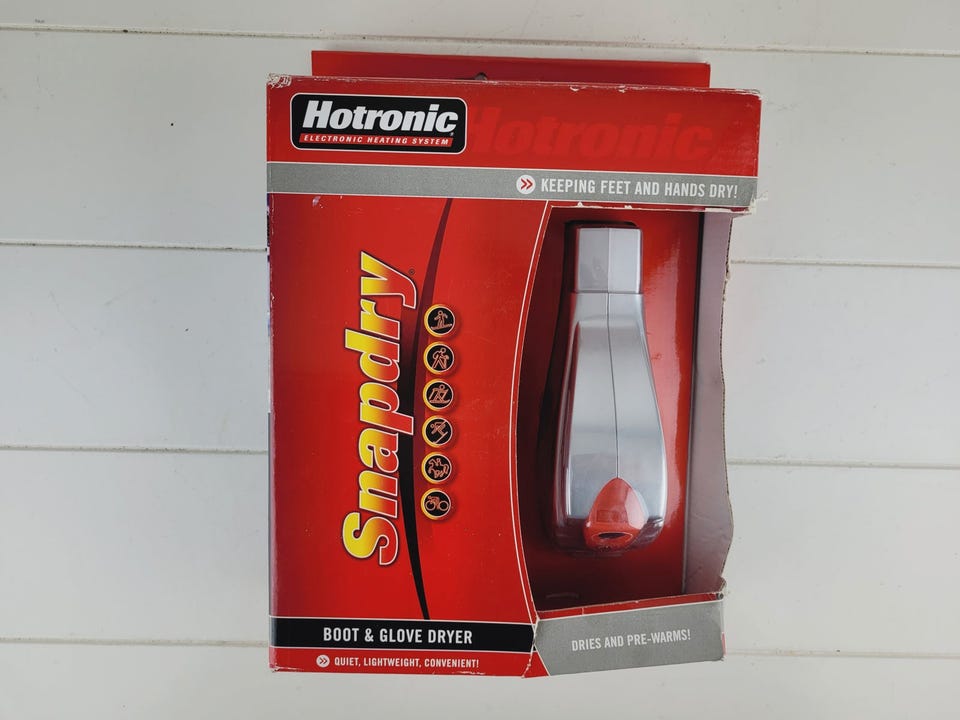 Hotronic
ELECTRONIC HEATING SYSTEM
Hotronic
KEEPING FEET AND HANDS DRY!
Snapdry
BOOT & GLOVE DRYER
DRIES AND PRE-WARMS!
QUIET, LIGHTWEIGHT, CONVENIENT!